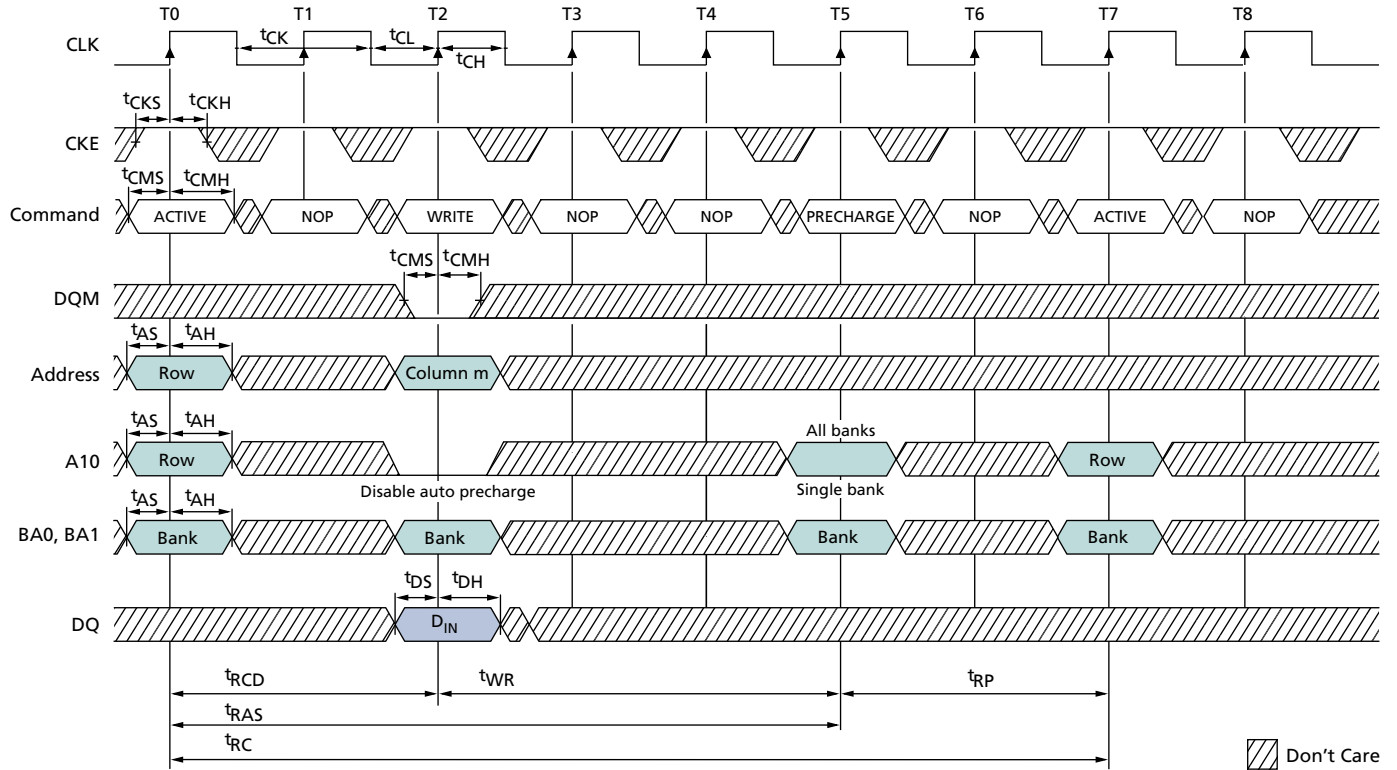 T0 T1 T2 T3 T4 T5 T6 T7 T8
CLK tCK tCL tCH
tCKS tCKH
CKE
tCMS tCMH
Command ACTIVE NOP WRITE NOP NOP PRECHARGE NOP ACTIVE NOP
tCMS tCMH
DQM
tAS tAH
Address Row Column m
tAS tAH
All banks
A10 Row Row
Disable auto precharge Single bank
tAS tAH
BA0, BA1 Bank Bank Bank Bank
tDS tDH
DQ DIN
tRCD tWR tRP
tRAS
tRC
Don't Care